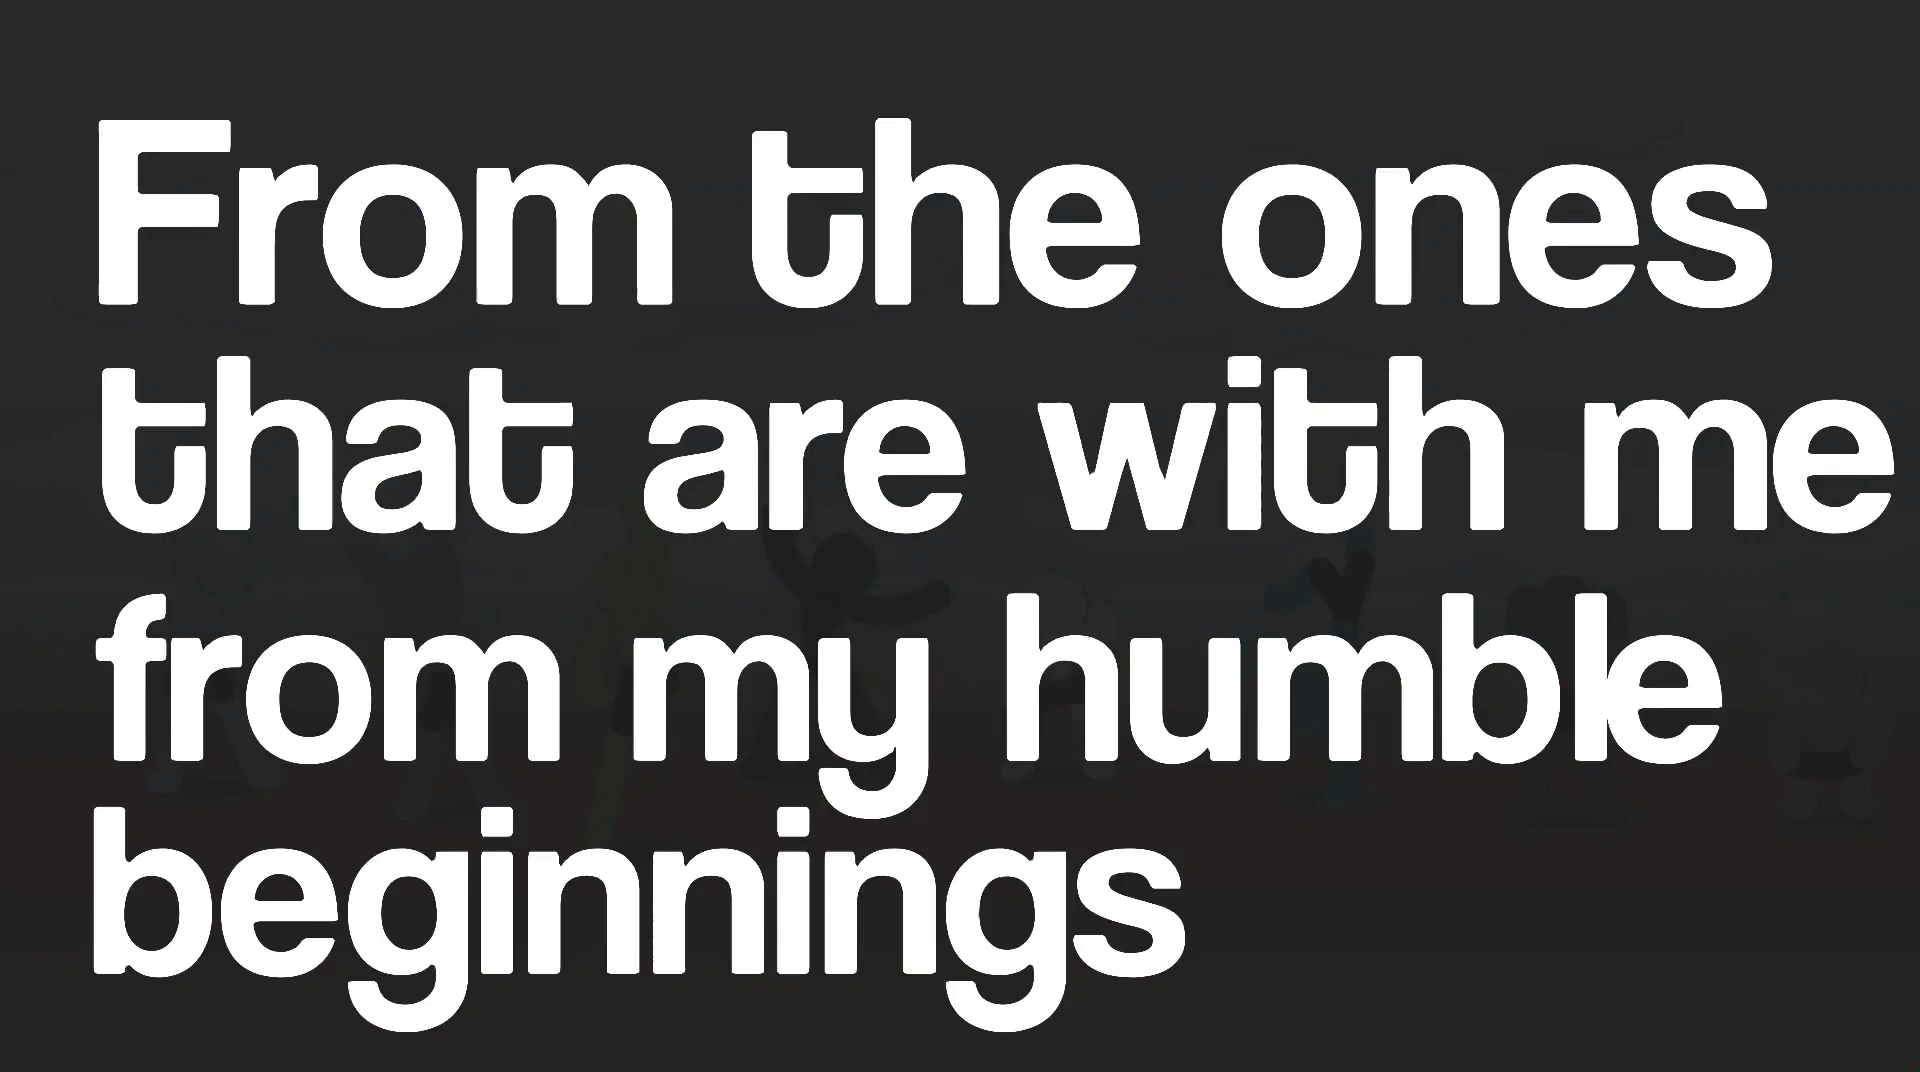 From the ones
that are with me
from my humble
beginnings